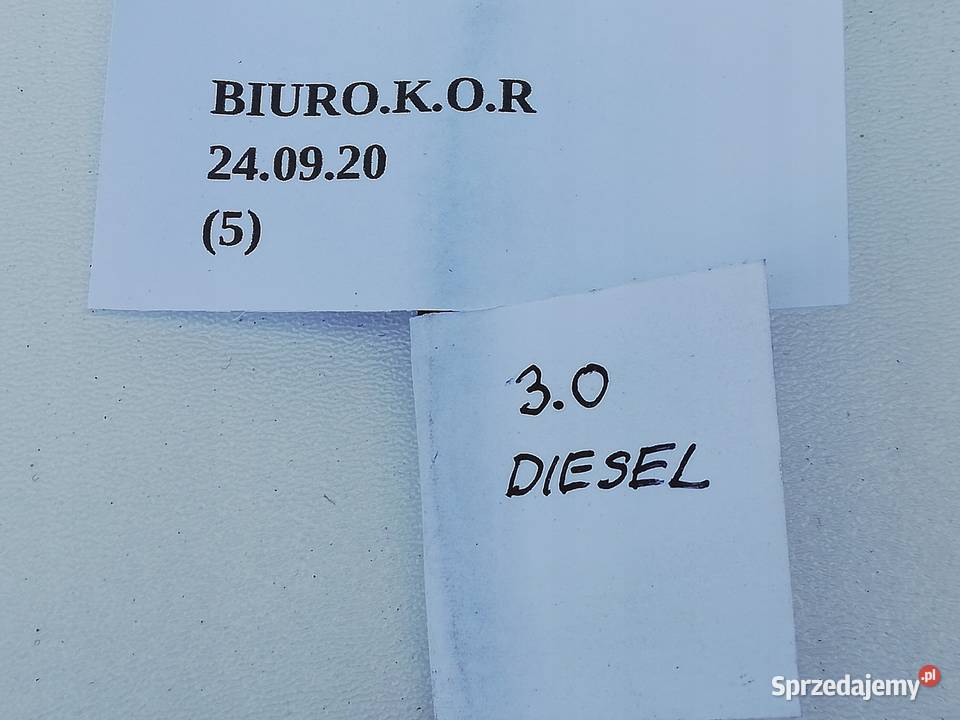 BIURO.K.O.R
24.09.20
(5)
3.0
DIESEL
Sprzedajemy.pl